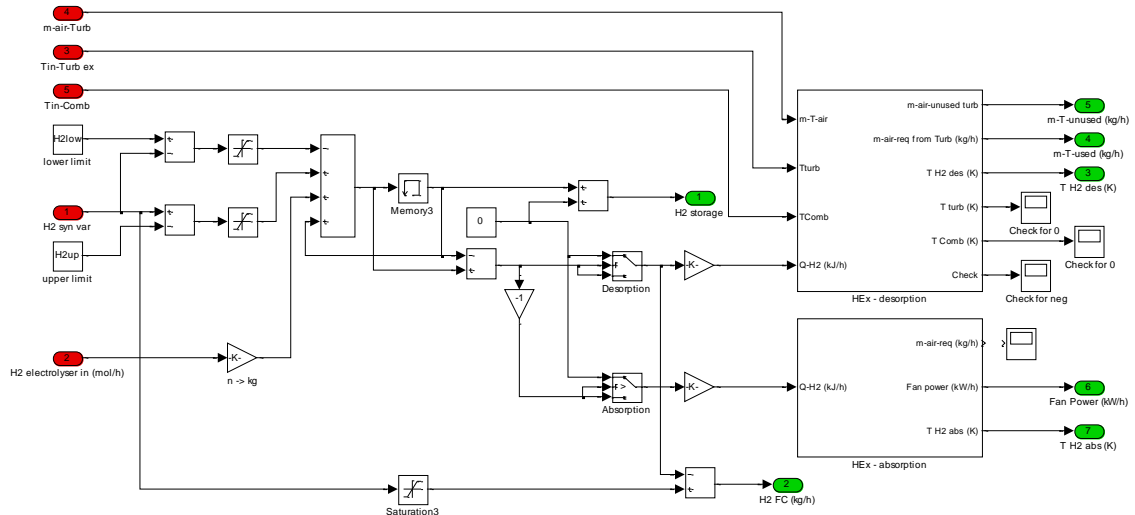 4
m-air-Turb
3
Tin-Turb ex
5
Tin-Comb
H2low
lower limit
1
H2 syn var
H2up
upper limit
2
H2 electrolyser in (mol/h)
-K-
n -> kg
Memory3
0
-1
Saturation3
1
H2 storage
Desorption
-K-
>
Absorption
-K-
2
H2 FC (kg/h)
m-T-air
Tturb
TComb
Q-H2 (kJ/h)
m-air-unused turb
m-air-req from Turb (kg/h)
T H2 des (K)
T turb (K)
T Comb (K)
Check
HEx - desorption
5
m-T-unused (kg/h)
4
m-T-used (kg/h)
3
T H2 des (K)
Check for 0
Check for 0
Check for neg
Q-H2 (kJ/h)
m-air-req (kg/h)
Fan power (kW/h)
T H2 abs (K)
HEx - absorption
6
Fan Power (kW/h)
7
T H2 abs (K)